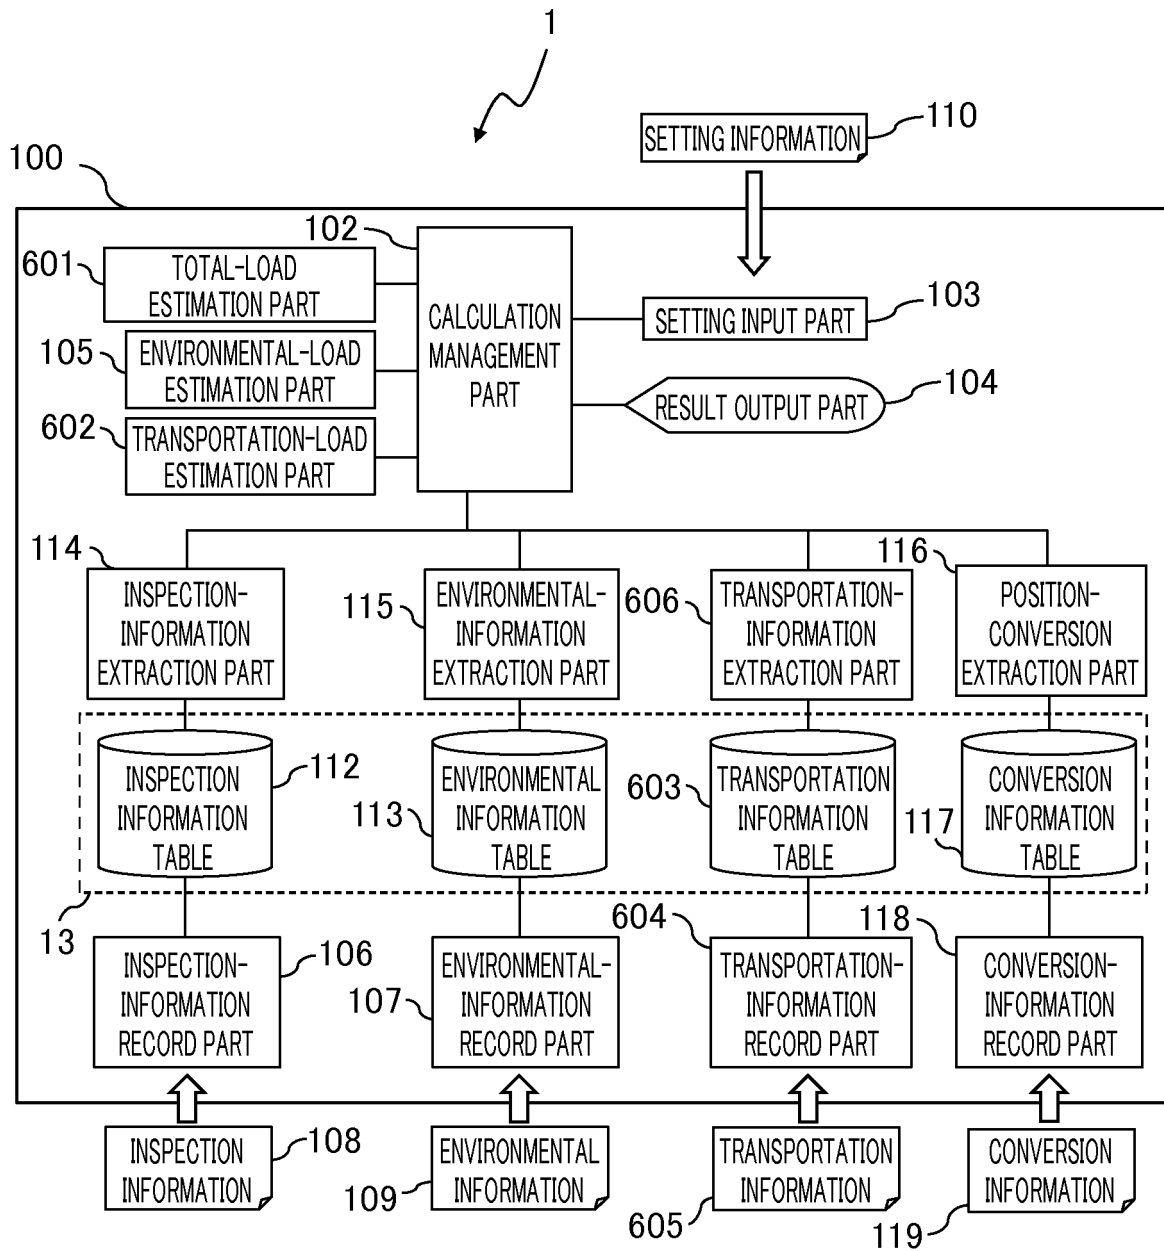 1
110
SETTING INFORMATION
100
102
601
TOTAL-LOAD
ESTIMATION PART
CALCULATION
MANAGEMENT
PART
103
SETTING INPUT PART
105
ENVIRONMENTAL-LOAD
ESTIMATION PART
104
RESULT OUTPUT PART
602
TRANSPORTATION-LOAD
ESTIMATION PART
114
INSPECTION-
INFORMATION
EXTRACTION PART
115
ENVIRONMENTAL-
INFORMATION
EXTRACTION PART
606
TRANSPORTATION-
INFORMATION
EXTRACTION PART
116
POSITION-
CONVERSION
EXTRACTION PART
INSPECTION
INFORMATION
TABLE
112
113
ENVIRONMENTAL
INFORMATION
TABLE
603
TRANSPORTATION
INFORMATION
TABLE
117
CONVERSION
INFORMATION
TABLE
13
INSPECTION-
INFORMATION
RECORD PART
106
107
ENVIRONMENTAL-
INFORMATION
RECORD PART
604
TRANSPORTATION-
INFORMATION
RECORD PART
118
CONVERSION-
INFORMATION
RECORD PART
INSPECTION
INFORMATION
108
ENVIRONMENTAL
INFORMATION
109
TRANSPORTATION
INFORMATION
605
CONVERSION
INFORMATION
119